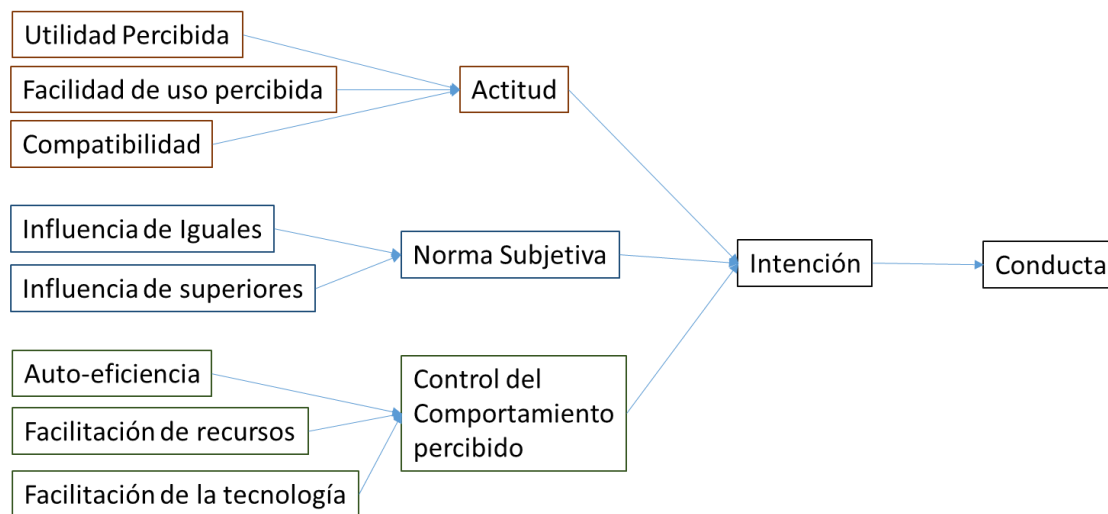 Utilidad Percibida
Facilidad de uso percibida
Compatibilidad
Actitud
Influencia de Iguales
Influencia de superiores
Norma Subjetiva
Intención
Conducta
Auto-eficiencia
Facilitación de recursos
Facilitación de la tecnología
Control del
Comportamiento
percibido